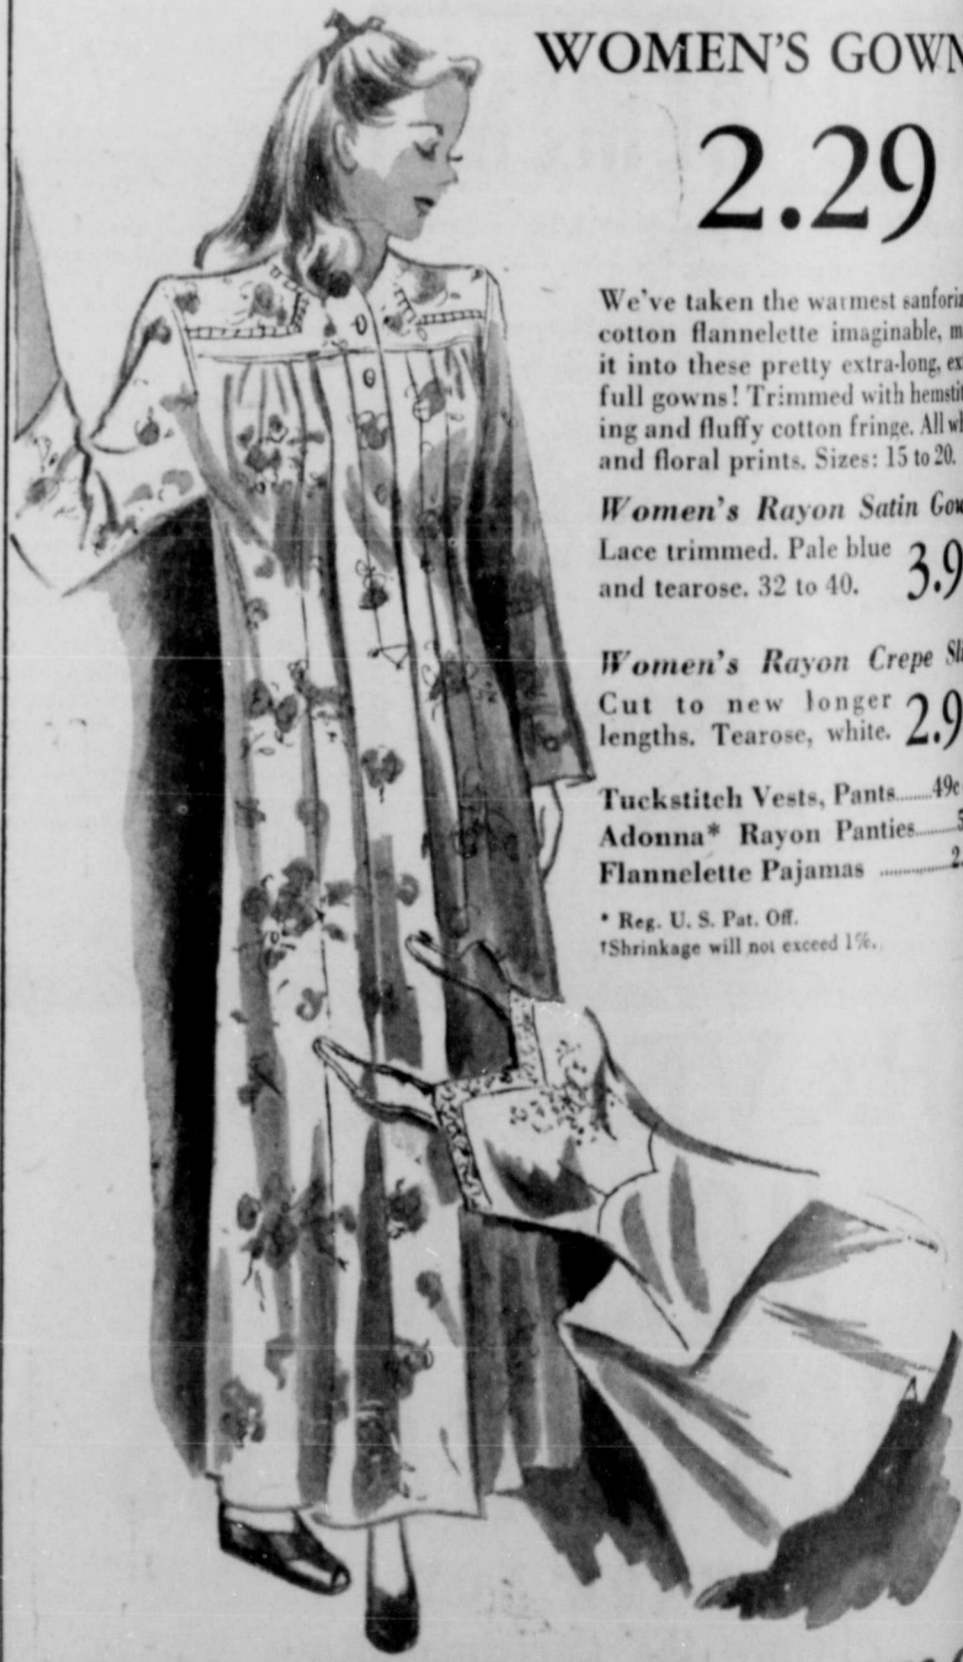 WOMEN'S GOWN
2.29
We've taken the warmest sanforiz
cotton flannelette imaginable, m
it into these pretty extra-long, ex
full gowns! Trimmed with hemstit
ing and fluffy cotton fringe. All wh
and floral prints. Sizes: 15 to 20.
Women's Rayon Satin Gow
Lace trimmed. Pale blue
and tearose. 32 to 40.
3.9
Women's Rayon Crepe Sli
Cut to new longer
lengths. Tearose, white.
2.9
Tuckstitch Vests, Pants.......49c
Adonna* Rayon Panties.........5
Flannelette Pajamas ..............2.
* Reg. U. S. Pat. Off.
†Shrinkage will not exceed 1%.